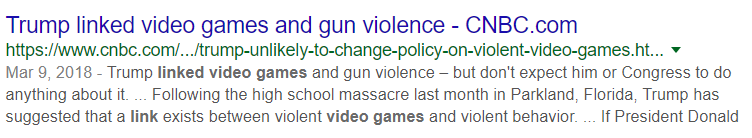 Trump linked video games and gun violence - CNBC.com
https://www.cnbc.com/.../trump-unlikely-to-change-policy-on-violent-video-games.ht...
Mar 9, 2018 - Trump linked video games and gun violence – but don't expect him or Congress to do
anything about it. ... Following the high school massacre last month in Parkland, Florida, Trump has
suggested that a link exists between violent video games and violent behavior. ... If President Donald